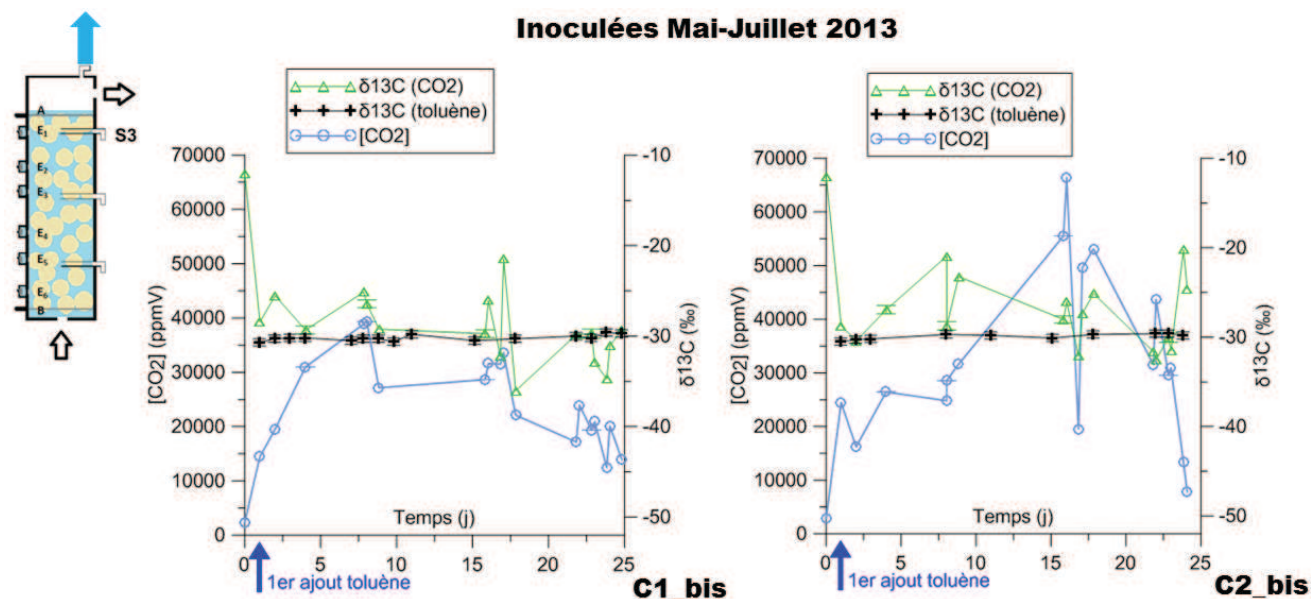 Inoculées Mai-Juillet 2013
A
E1
E2
E3
E4
E5
E6
B
S3
δ13C (CO2)
δ13C (toluène)
[CO2]
70000
60000
50000
40000
30000
20000
10000
0
[CO2] (ppmV)
-10
-20
-30
-40
-50
δ13C (‰)
Temps (j)
0 5 10 15 20 25
1er ajout toluène
C1_bis
δ13C (CO2)
δ13C (toluène)
[CO2]
70000
60000
50000
40000
30000
20000
10000
0
[CO2] (ppmV)
-10
-20
-30
-40
-50
δ13C (‰)
Temps (j)
0 5 10 15 20 25
1er ajout toluène
C2_bis